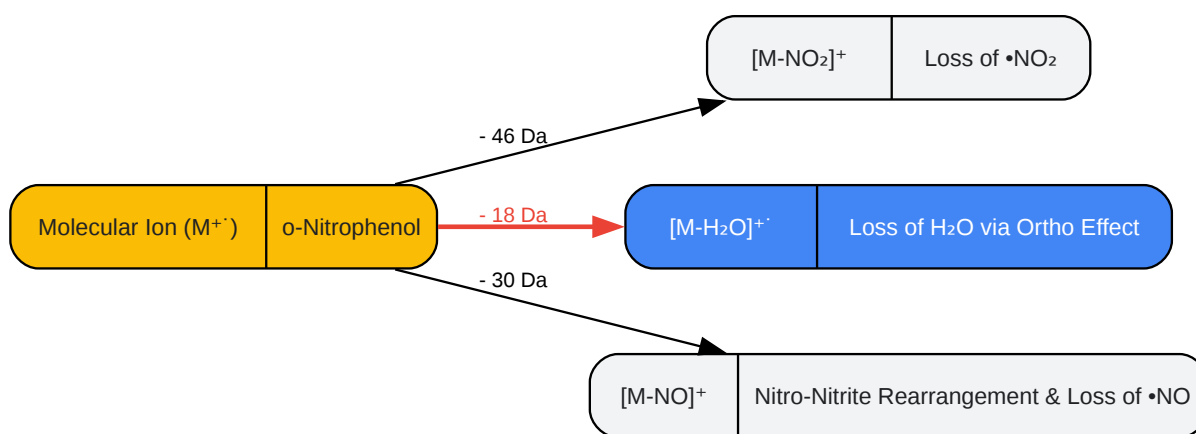 [M-NO₂]⁺ Loss of •NO₂
- 46 Da
Molecular Ion (M⁺˙) o-Nitrophenol
- 18 Da
[M-H₂O]⁺˙ Loss of H₂O via Ortho Effect
- 30 Da
[M-NO]⁺ Nitro-Nitrite Rearrangement & Loss of •NO